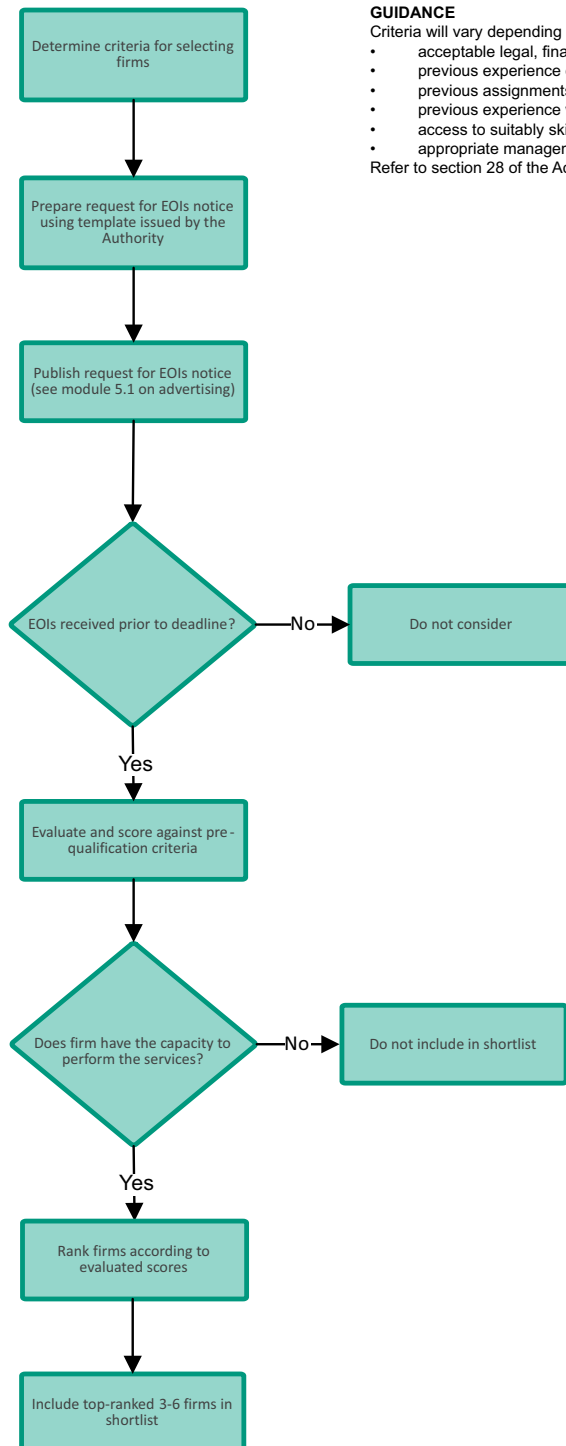 Determine criteria for selecting
firms
GUIDANCE
Criteria will vary depending
• acceptable legal, fina
• previous experience
• previous assignments
• previous experience
• access to suitably ski
• appropriate manager
Refer to section 28 of the Ac
Prepare request for EOIs notice
using template issued by the
Authority
Publish request for EOIs notice
(see module 5.1 on advertising)
EOIs received prior to deadline?
No
Do not consider
Yes
Evaluate and score against pre-
qualification criteria
Does firm have the capacity to
perform the services?
No
Do not include in shortlist
Yes
Rank firms according to
evaluated scores
Include top-ranked 3-6 firms in
shortlist